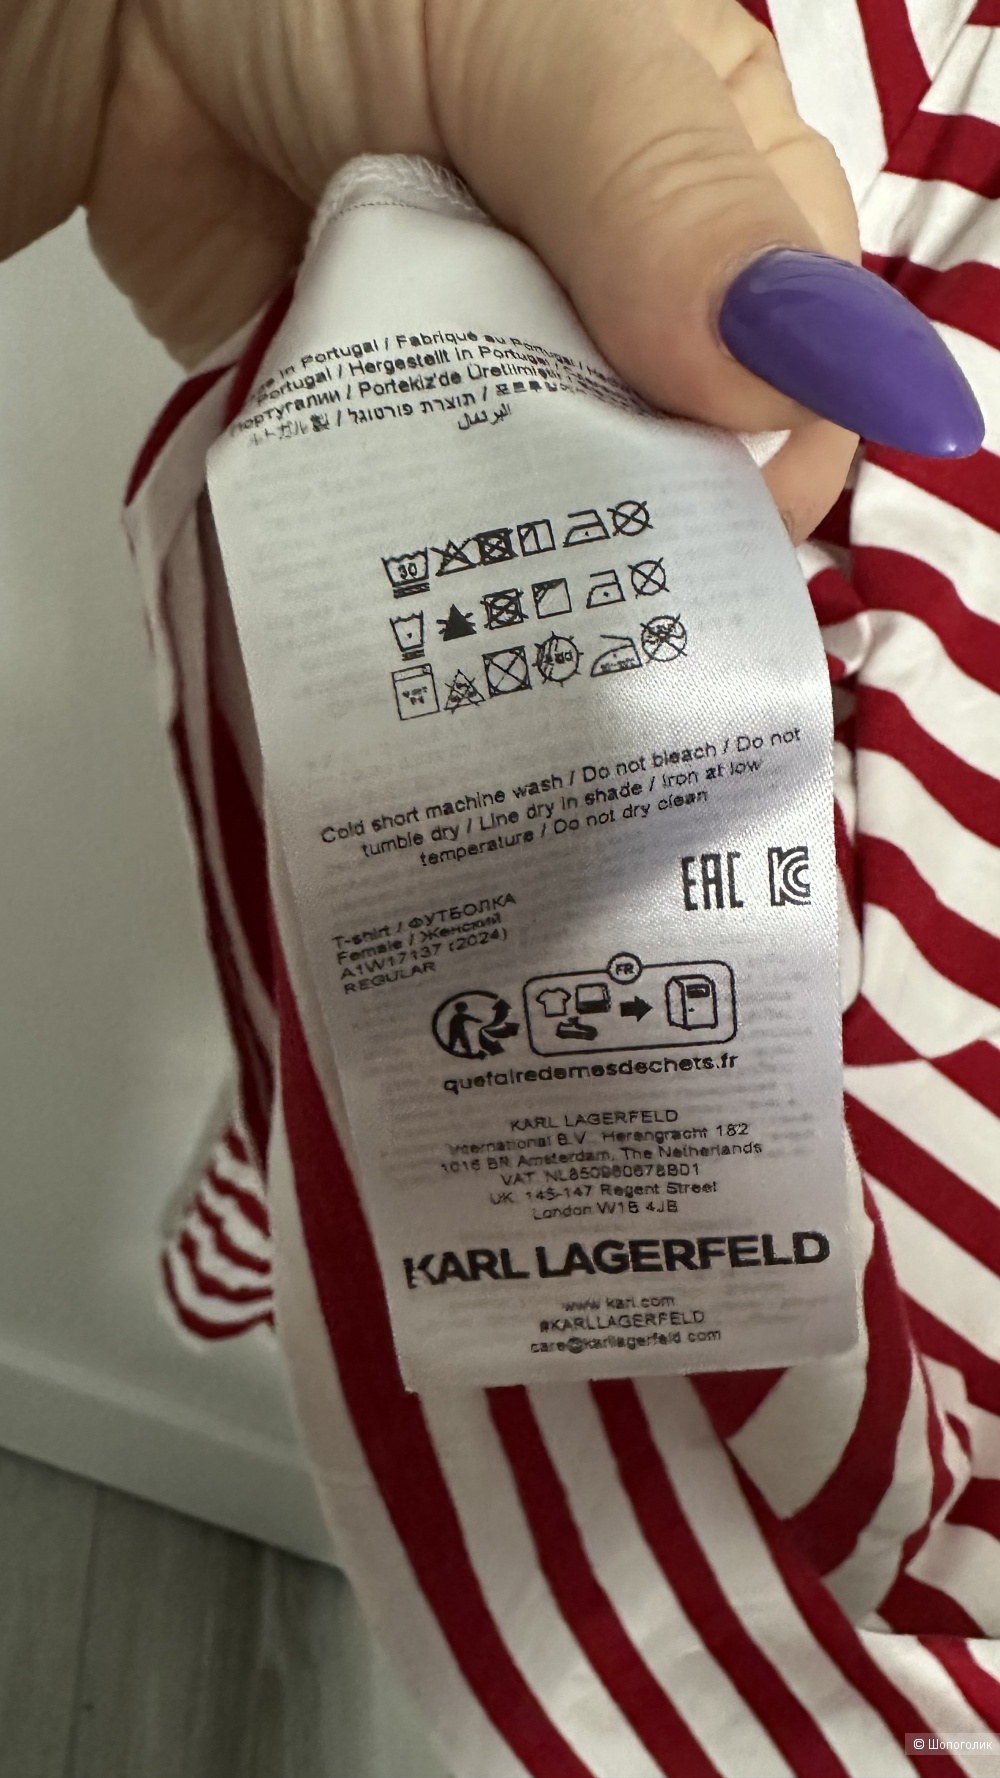 in Portugal / Fabriqué au Portugal /
Portugal / Hergestellt in Portugal
Португалии / Portekiz'de Üretilmiştir
製 / תוצרת פורטוגל /
30
Cold short machine wash / Do not bleach / Do not
tumble dry / Line dry in shade / Iron at low
temperature / Do not dry clean
EAC KC
T-shirt / ФУТБОЛКА
Female / Женский
A1W17137 (2024)
REGULAR
FR
quefairedemesdechets.fr
KARL LAGERFELD
International B.V. Herengracht 182
1016 BR Amsterdam, The Netherlands
VAT NL850980678B01
UK 145-147 Regent Street
London W1B 4JB
KARL LAGERFELD
www karl.com
#KARLLAGERFELD
care@karllagerfeld com
© Шопоголик